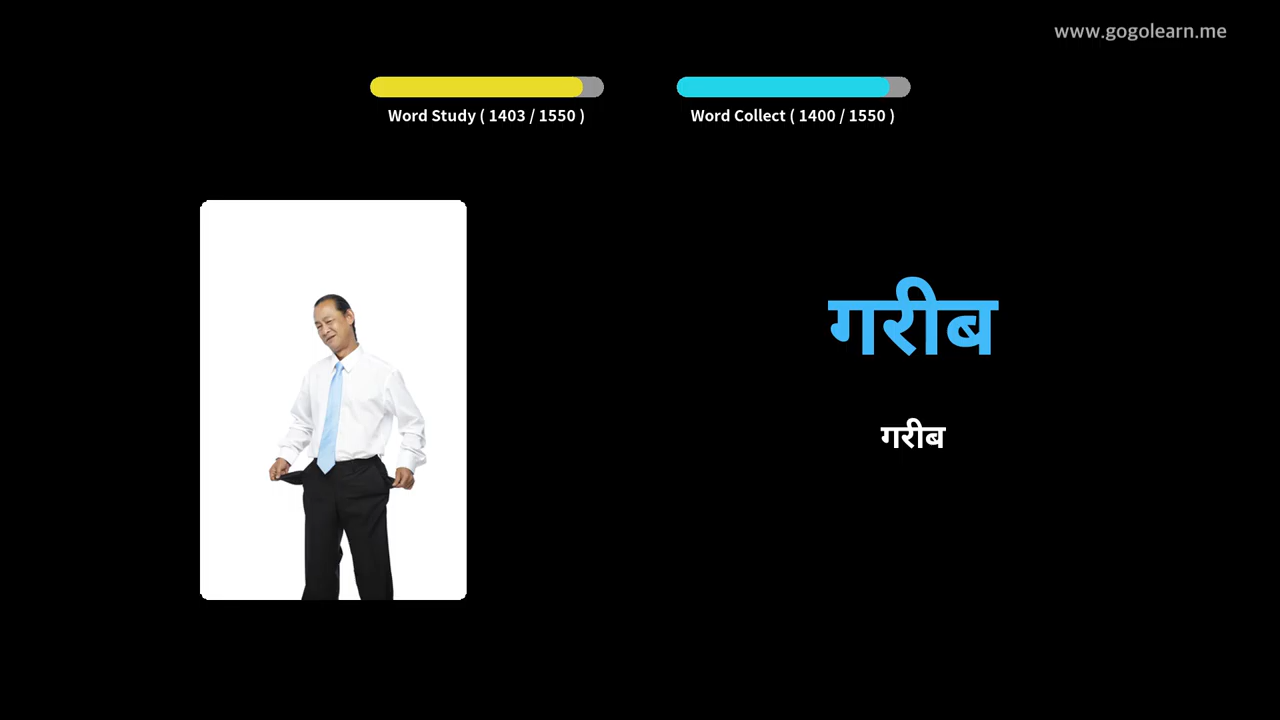 www.gogolearn.me
Word Study ( 1403 / 1550 )
Word Collect ( 1400 / 1550 )
गरीब
गरीब